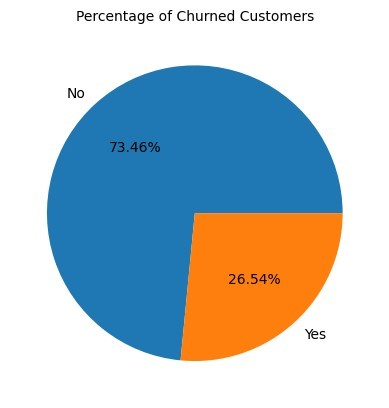 Percentage of Churned Customers
No
73.46%
26.54%
Yes